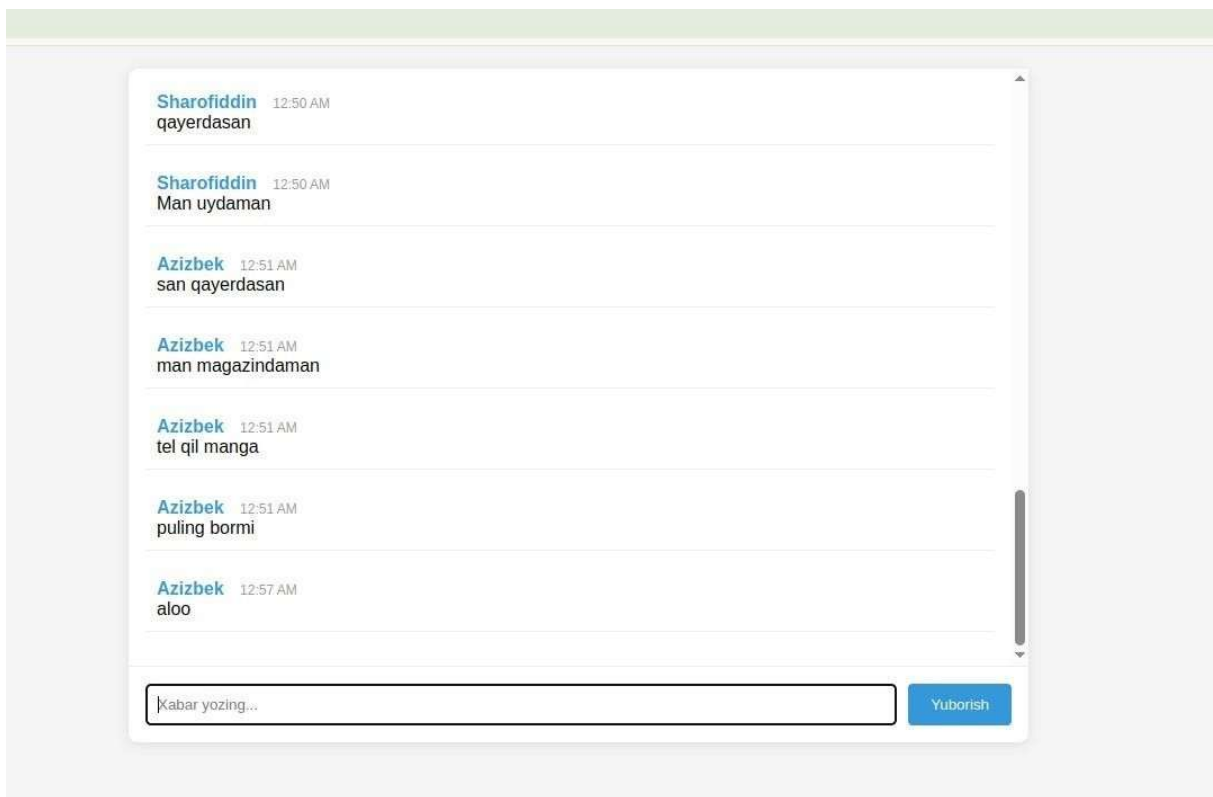 Sharofiddin 12:50 AM
qayerdasan
Sharofiddin 12:50 AM
Man uydaman
Azizbek 12:51 AM
san qayerdasan
Azizbek 12:51 AM
man magazindaman
Azizbek 12:51 AM
tel qil manga
Azizbek 12:51 AM
puling bormi
Azizbek 12:57 AM
aloo
Xabar yozing...
Yuborish